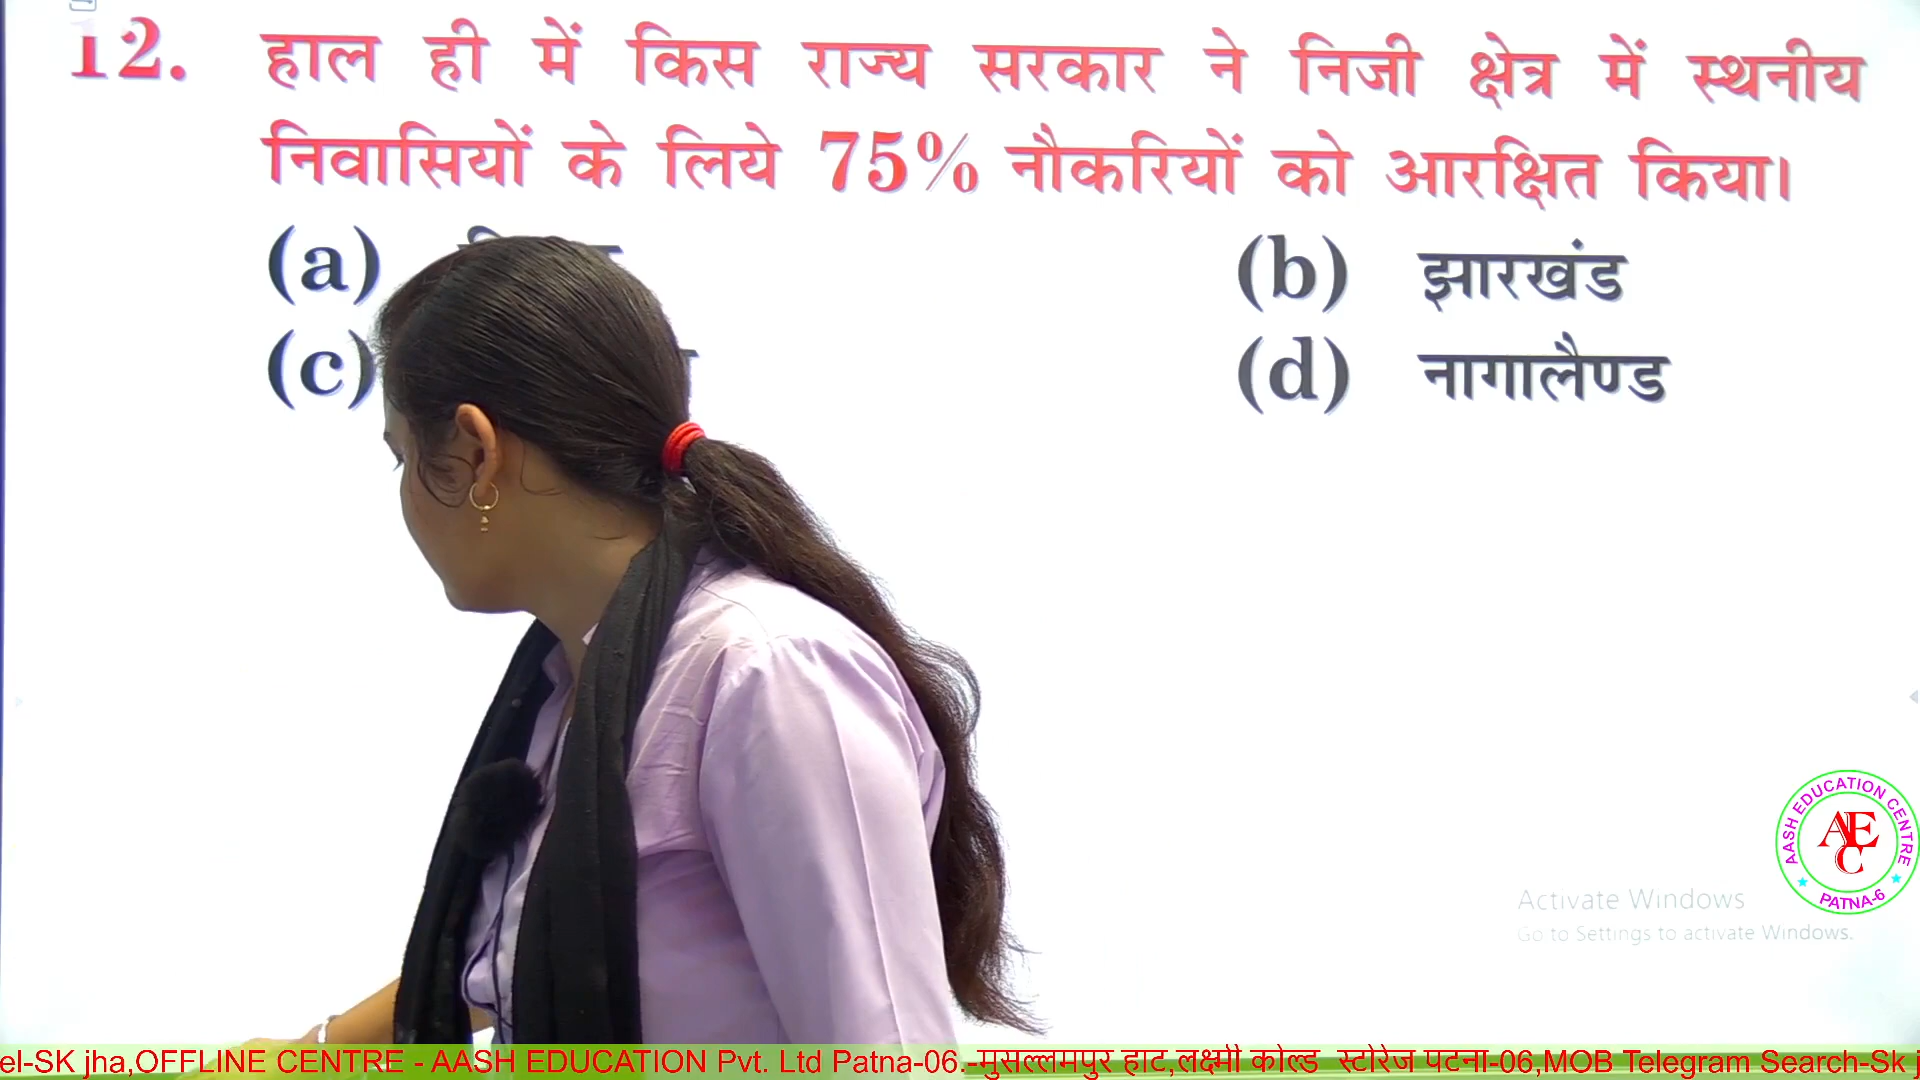 12. हाल ही में किस राज्य सरकार ने निजी क्षेत्र में स्थनीय
निवासियों के लिये 75% नौकरियों को आरक्षित किया।
(a)
(b) झारखंड
(c)
(d) नागालैण्ड
AASH EDUCATION CENTRE
AEC
PATNA-6
Activate Windows
Go to Settings to activate Windows.
el-SK jha,OFFLINE CENTRE - AASH EDUCATION Pvt. Ltd Patna-06.-मुसल्लमपुर हाट,लक्ष्मी कोल्ड स्टोरेज पटना-06,MOB Telegram Search-Sk j